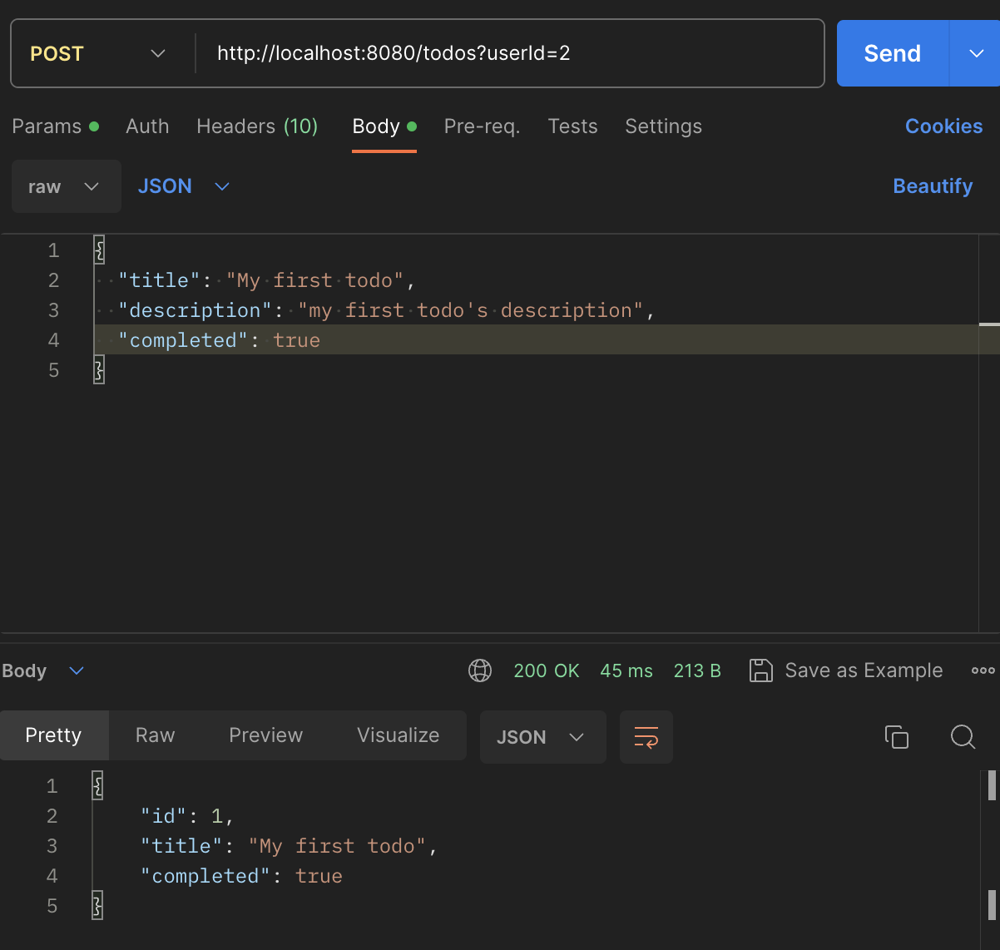 POST http://localhost:8080/todos?userId=2 Send
Params Auth Headers (10) Body Pre-req. Tests Settings Cookies
raw JSON Beautify
1 {
2 "title": "My first todo",
3 "description": "my first todo's description",
4 "completed": true
5 }
Body 200 OK 45 ms 213 B Save as Example
Pretty Raw Preview Visualize JSON
1 {
2 "id": 1,
3 "title": "My first todo",
4 "completed": true
5 }